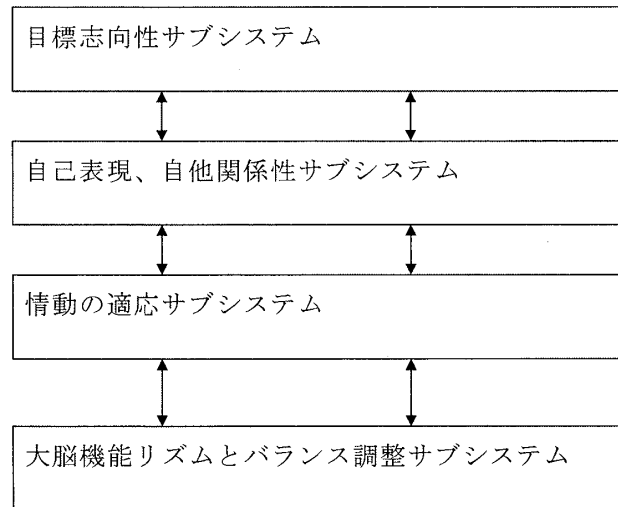 目標志向性サブシステム
自己表現、自他関係性サブシステム
情動の適応サブシステム
大脳機能リズムとバランス調整サブシステム